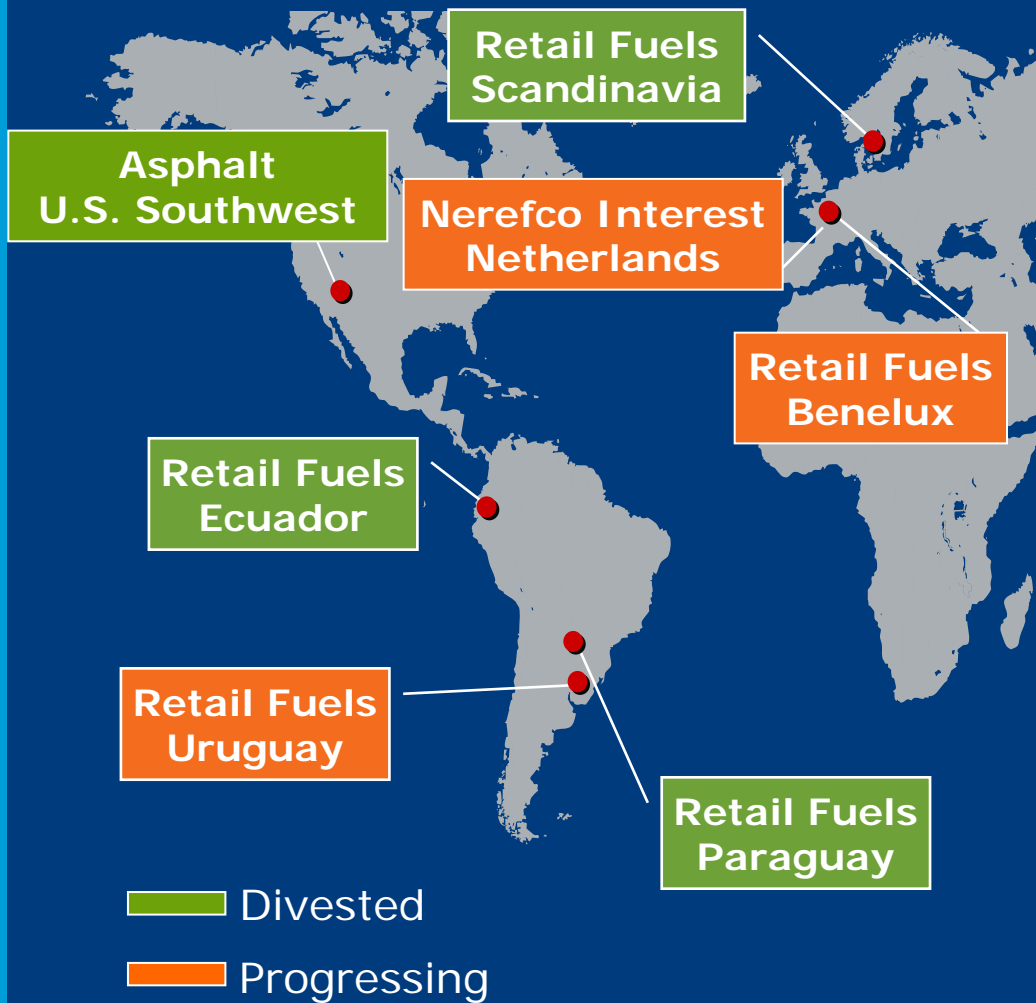 Retail Fuels
Scandinavia
Asphalt
U.S. Southwest
Nerefco Interest
Netherlands
Retail Fuels
Benelux
Retail Fuels
Ecuador
Retail Fuels
Uruguay
Retail Fuels
Paraguay
Divested
Progressing